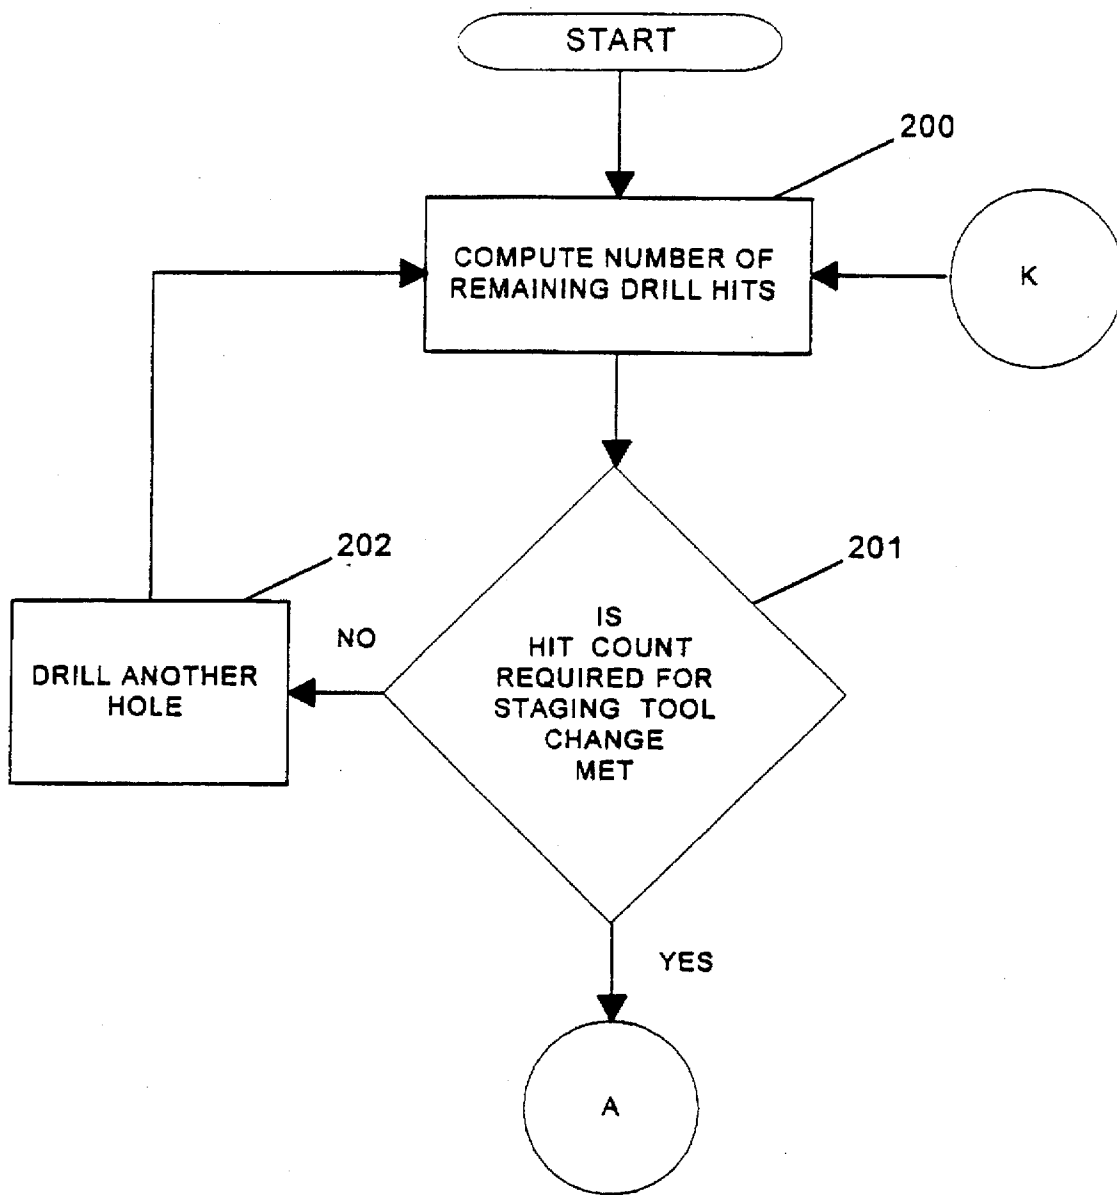 START
200
COMPUTE NUMBER OF
REMAINING DRILL HITS
K
202
201
IS
HIT COUNT
REQUIRED FOR
STAGING TOOL
CHANGE
MET
NO
DRILL ANOTHER
HOLE
YES
A